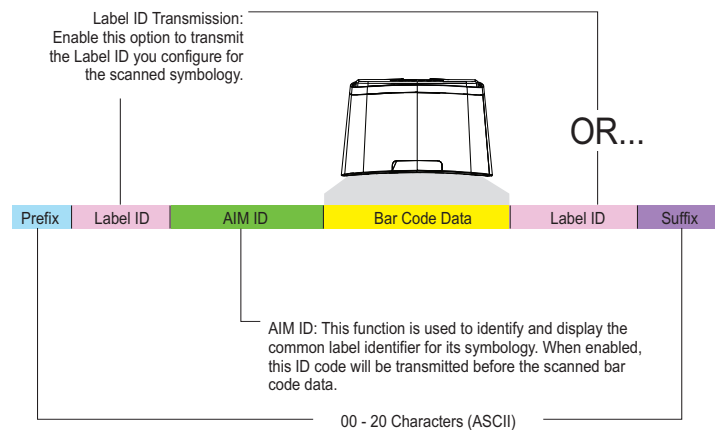 Label ID Transmission:
Enable this option to transmit
the Label ID you configure for
the scanned symbology.
OR...
Prefix Label ID AIM ID Bar Code Data Label ID Suffix
AIM ID: This function is used to identify and display the
common label identifier for its symbology. When enabled,
this ID code will be transmitted before the scanned bar
code data.
00 - 20 Characters (ASCII)